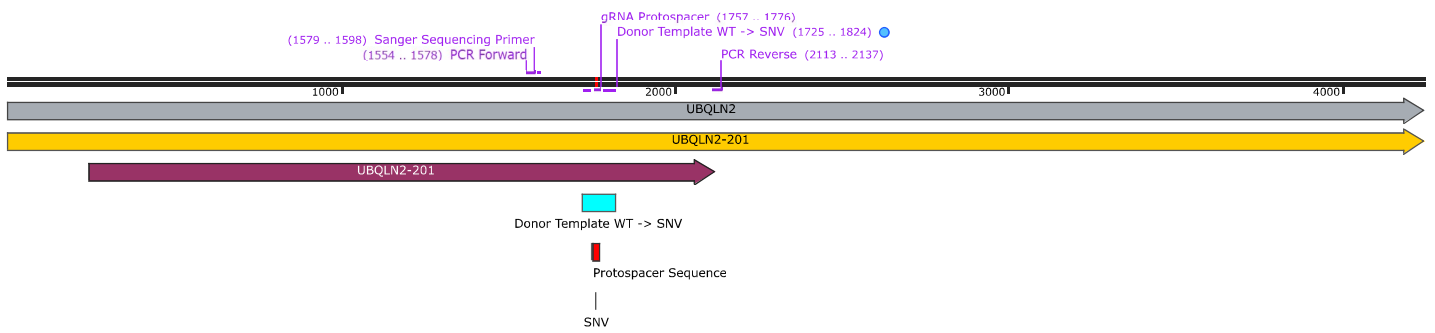 gRNA Protospacer (1757 .. 1776)
Donor Template WT -> SNV (1725 .. 1824)
(1579 .. 1598) Sanger Sequencing Primer
(1554 .. 1578) PCR Forward
PCR Reverse (2113 .. 2137)
1000 2000 3000 4000
UBQLN2
UBQLN2-201
UBQLN2-201
Donor Template WT -> SNV
Protospacer Sequence
SNV